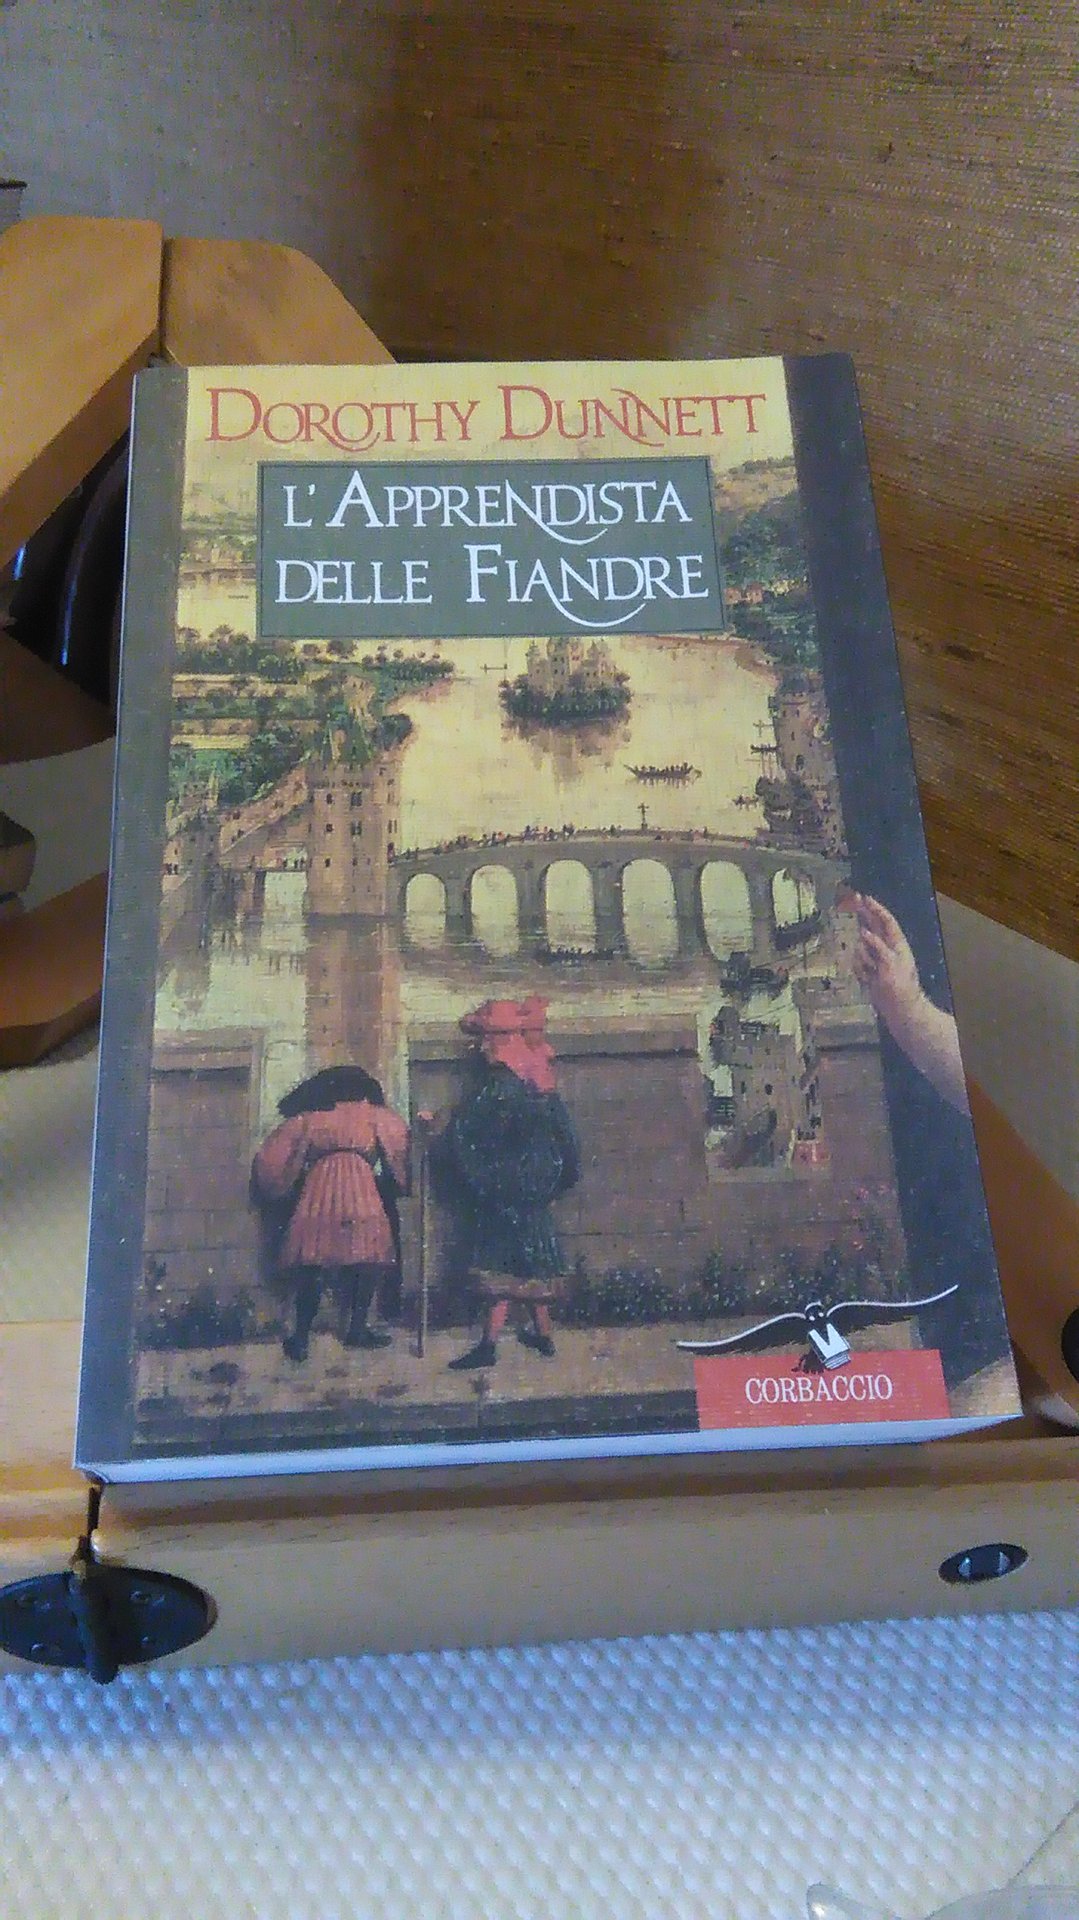 DOROTHY DUNNETT
L'APPRENDISTA
DELLE FIANDRE
CORBACCIO